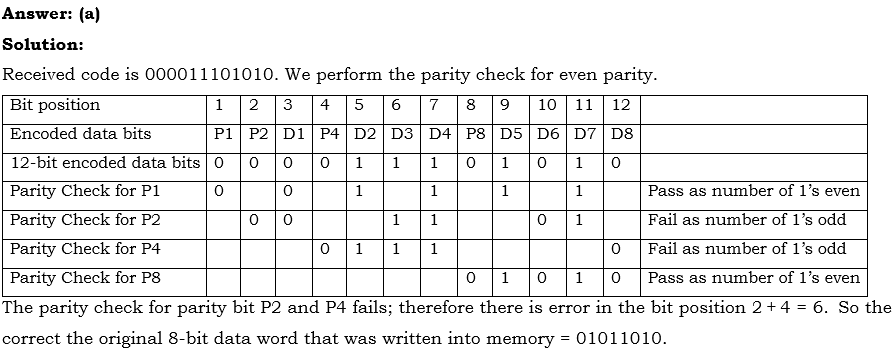 Answer: (a)
Solution:
Received code is 000011101010. We perform the parity check for even parity.
Bit position 1 2 3 4 5 6 7 8 9 10 11 12
Encoded data bits P1 P2 D1 P4 D2 D3 D4 P8 D5 D6 D7 D8
12-bit encoded data bits 0 0 0 0 1 1 1 0 1 0 1 0
Parity Check for P1 0 0 1 1 1 1 Pass as number of 1's even
Parity Check for P2 0 0 1 1 0 1 Fail as number of 1's odd
Parity Check for P4 0 1 1 1 0 Fail as number of 1's odd
Parity Check for P8 0 1 0 1 0 Pass as number of 1's even
The parity check for parity bit P2 and P4 fails; therefore there is error in the bit position 2 + 4 = 6. So the
correct the original 8-bit data word that was written into memory = 01011010.